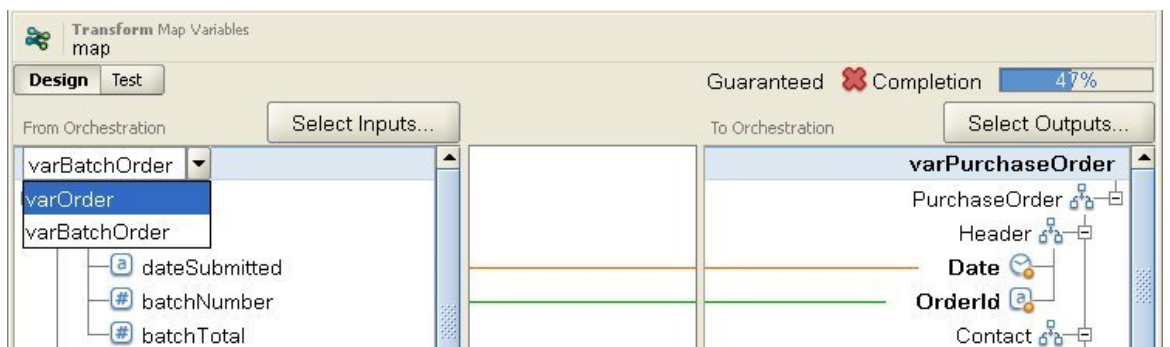 Transform Map Variables
map
Design Test
Guaranteed Completion 47%
From Orchestration Select Inputs... To Orchestration Select Outputs...
varBatchOrder varPurchaseOrder
varOrder PurchaseOrder
varBatchOrder Header
dateSubmitted Date
batchNumber OrderId
batchTotal Contact